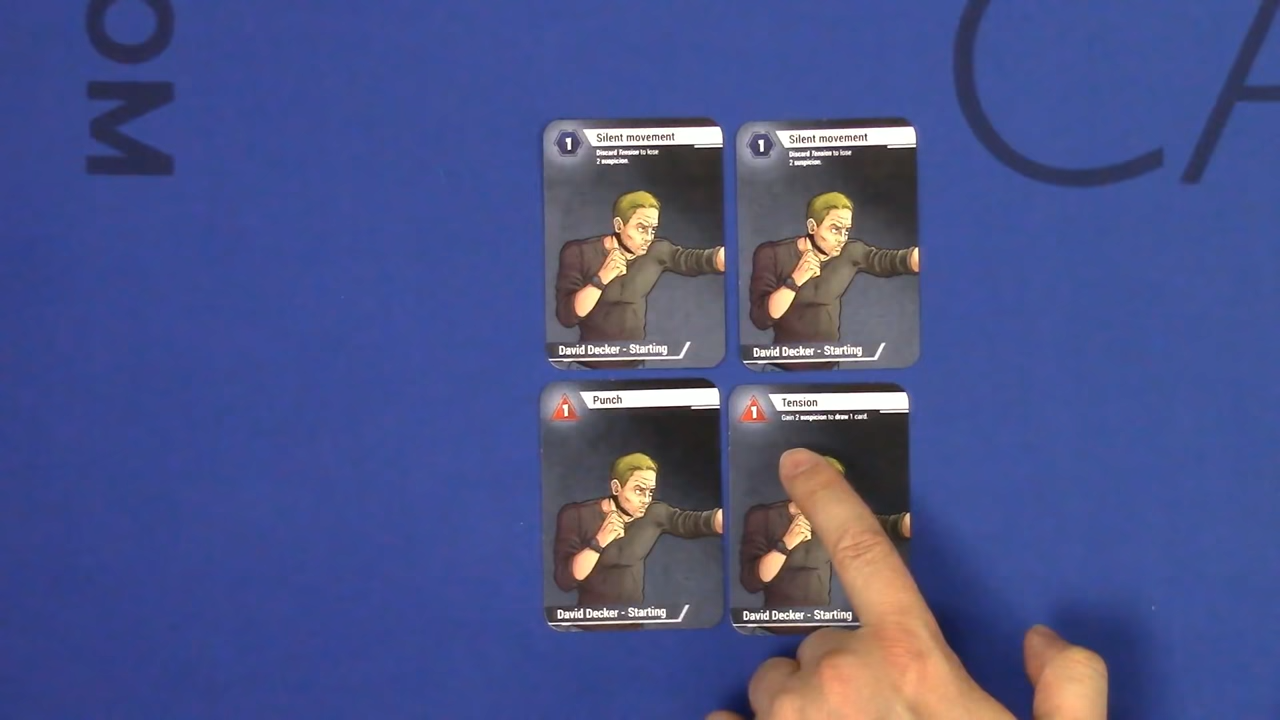 OM
CA
1 Silent movement
Discard Tension to lose
2 suspicion.
David Decker - Starting
1 Silent movement
Discard Tension to lose
2 suspicion.
David Decker - Starting
1 Punch
David Decker - Starting
1 Tension
Gain 2 suspicion to draw 1 card.
David Decker - Starting